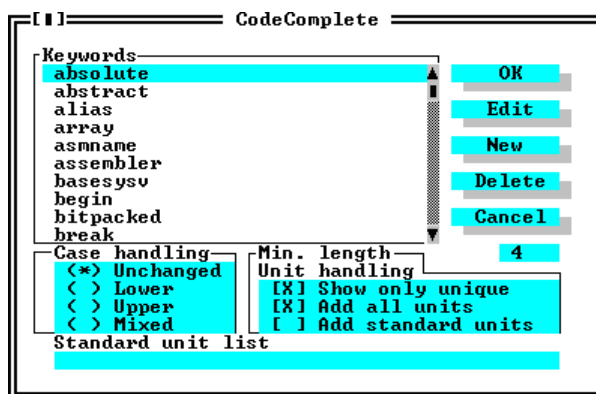 [▮] CodeComplete
Keywords
absolute
abstract
alias
array
asmname
assembler
basesysv
begin
bitpacked
break
OK
Edit
New
Delete
Cancel
Case handling
(*) Unchanged
( ) Lower
( ) Upper
( ) Mixed
Min. length 4
Unit handling
[X] Show only unique
[X] Add all units
[ ] Add standard units
Standard unit list